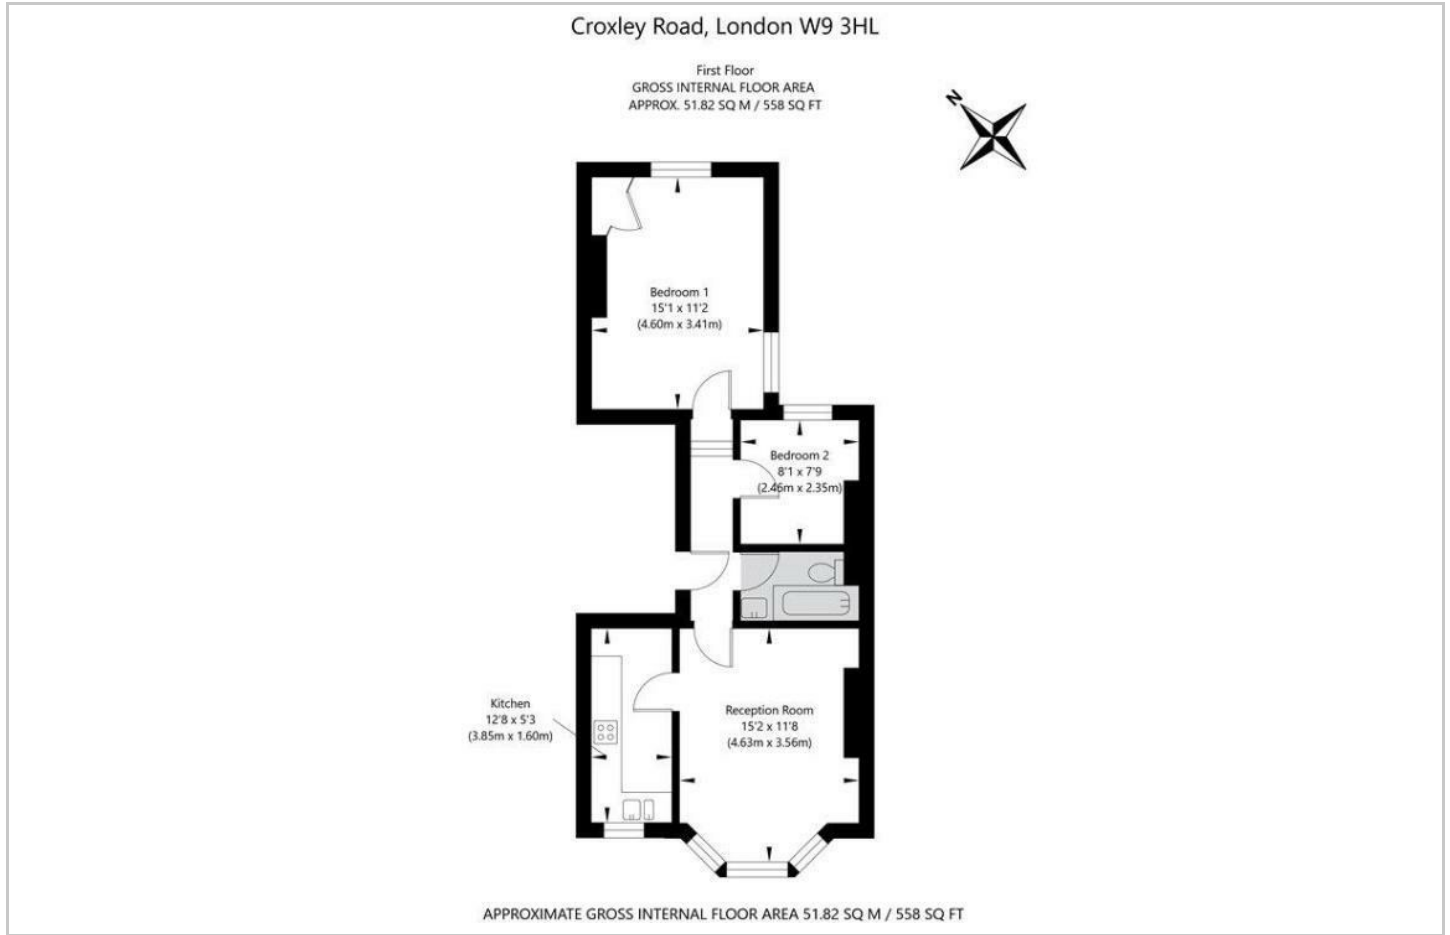 Croxley Road, London W9 3HL
First Floor
GROSS INTERNAL FLOOR AREA
APPROX. 51.82 SQ M / 558 SQ FT
N
Bedroom 1
15'1 x 11'2
(4.60m x 3.41m)
Bedroom 2
8'1 x 7'9
(2.46m x 2.35m)
Kitchen
12'8 x 5'3
(3.85m x 1.60m)
Reception Room
15'2 x 11'8
(4.63m x 3.56m)
APPROXIMATE GROSS INTERNAL FLOOR AREA 51.82 SQ M / 558 SQ FT